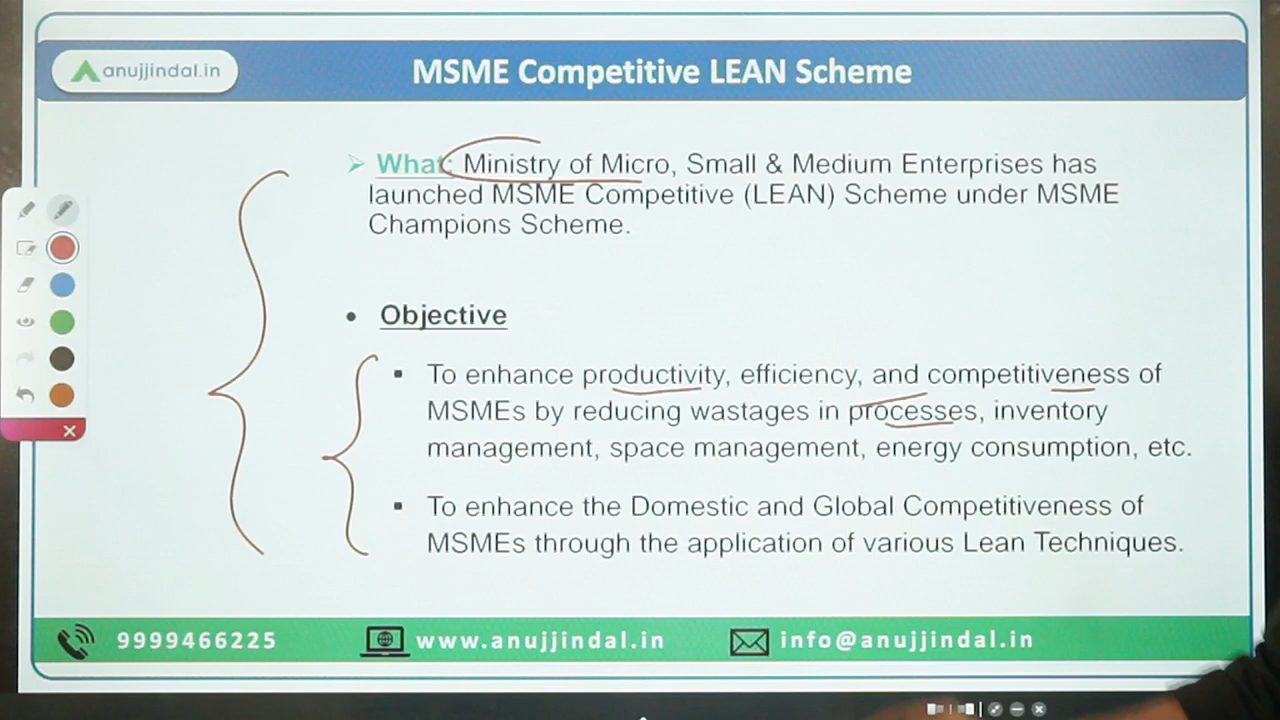 anujjindal.in
MSME Competitive LEAN Scheme
What: Ministry of Micro, Small & Medium Enterprises has
launched MSME Competitive (LEAN) Scheme under MSME
Champions Scheme.
Objective
To enhance productivity, efficiency, and competitiveness of
MSMEs by reducing wastages in processes, inventory
management, space management, energy consumption, etc.
To enhance the Domestic and Global Competitiveness of
MSMEs through the application of various Lean Techniques.
9999466225
www.anujjindal.in
info@anujjindal.in